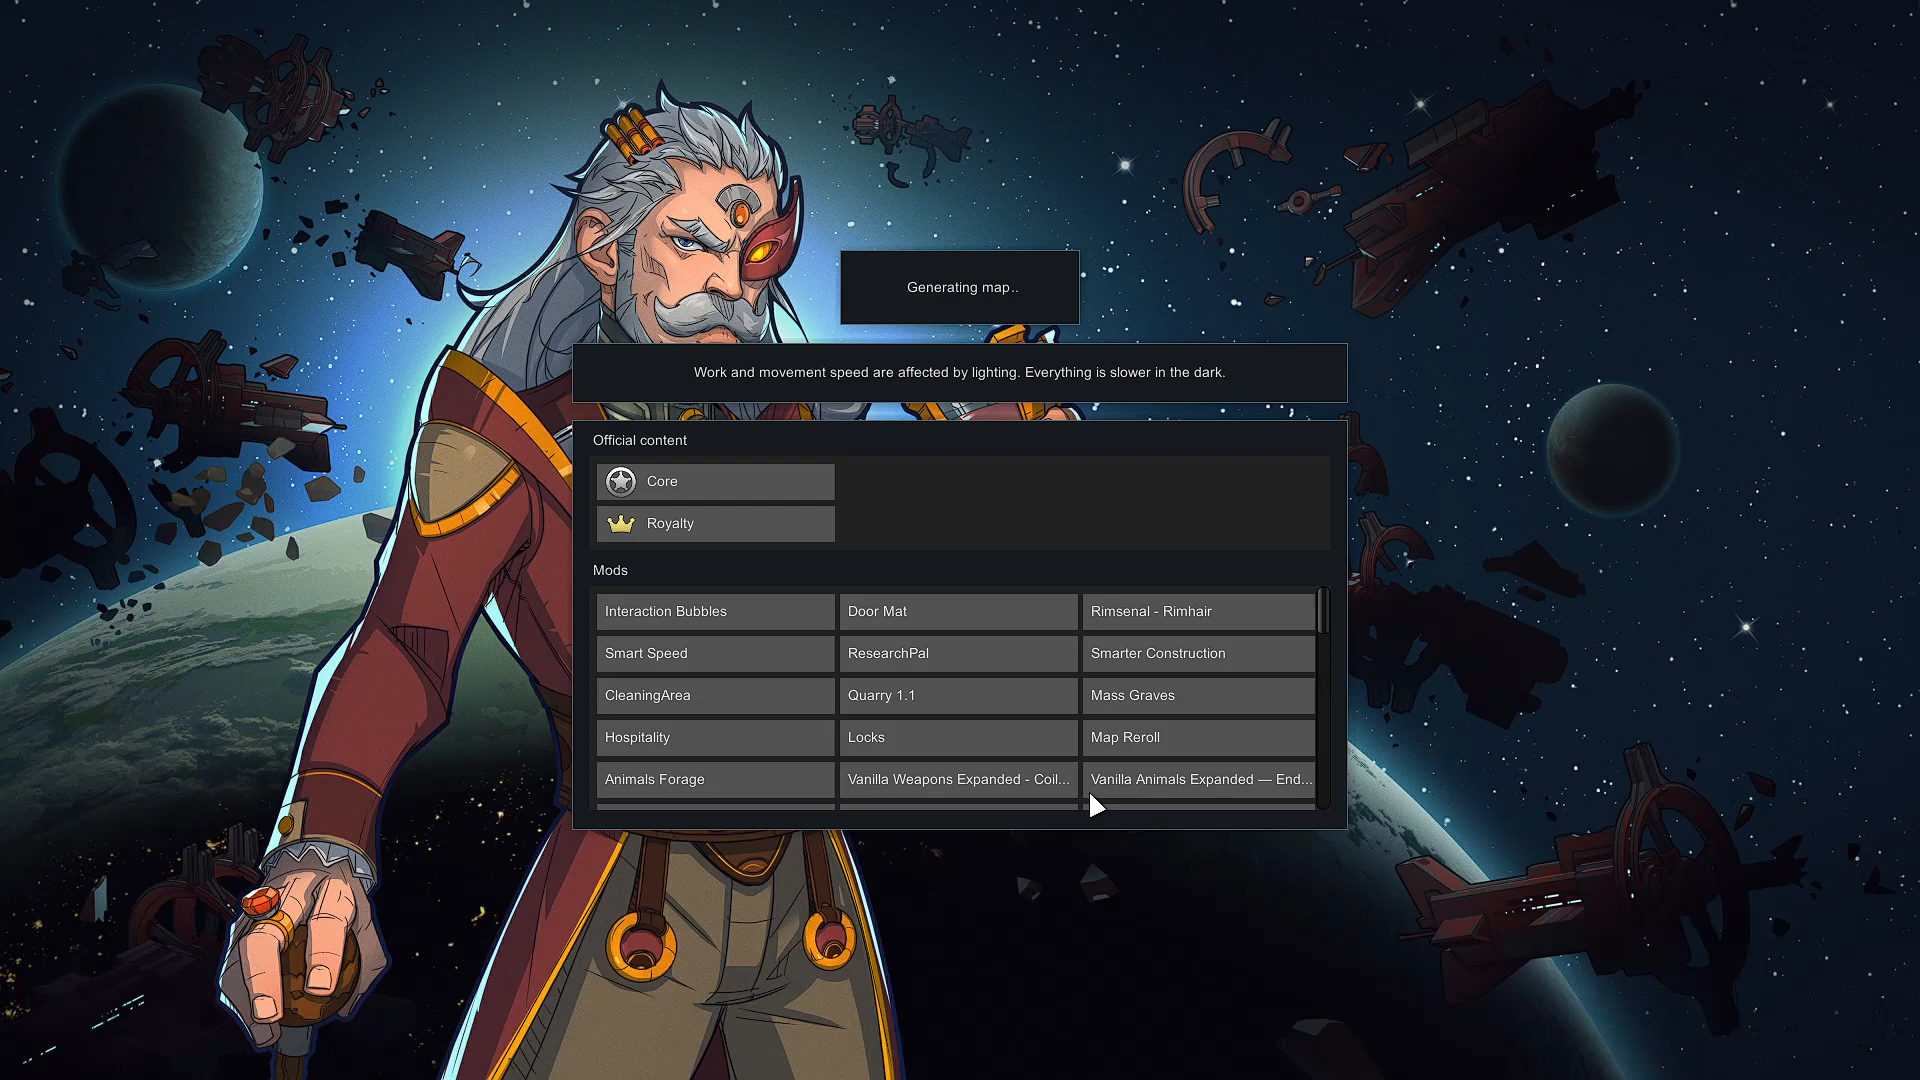 Generating map..
Work and movement speed are affected by lighting. Everything is slower in the dark.
Official content
Core
Royalty
Mods
Interaction Bubbles
Door Mat
Rimsenal - Rimhair
Smart Speed
ResearchPal
Smarter Construction
CleaningArea
Quarry 1.1
Mass Graves
Hospitality
Locks
Map Reroll
Animals Forage
Vanilla Weapons Expanded - Coil...
Vanilla Animals Expanded — End...